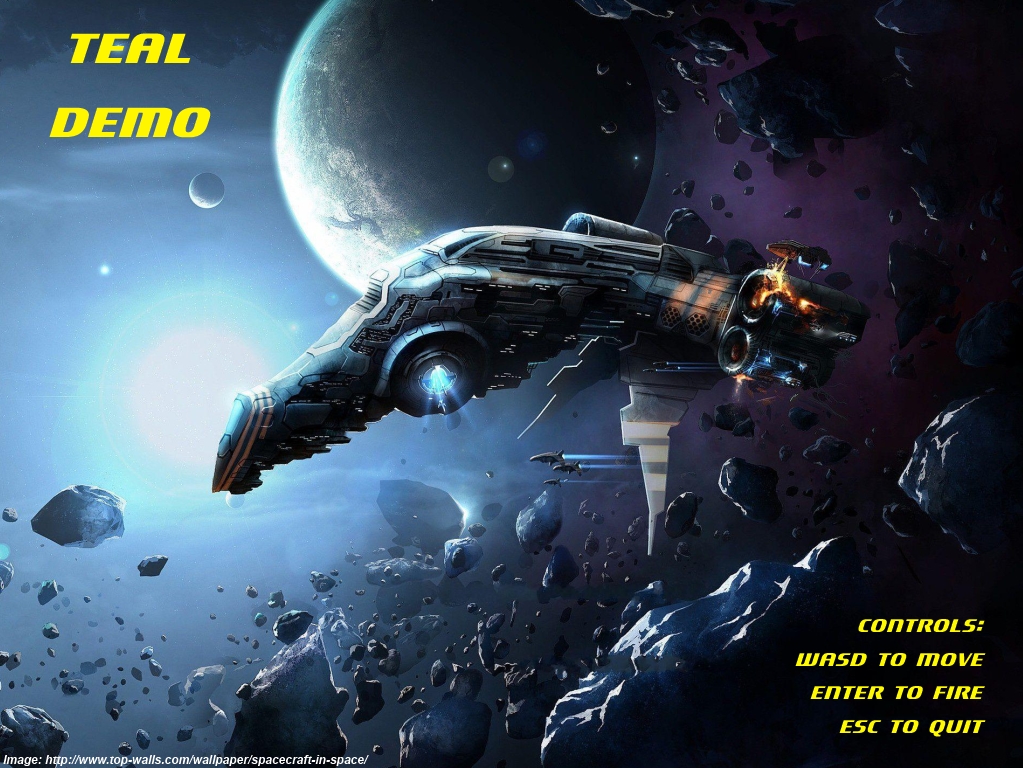 TEAL
DEMO
CONTROLS:
WASD TO MOVE
ENTER TO FIRE
ESC TO QUIT
Image: http://www.top-walls.com/wallpaper/spacecraft-in-space/